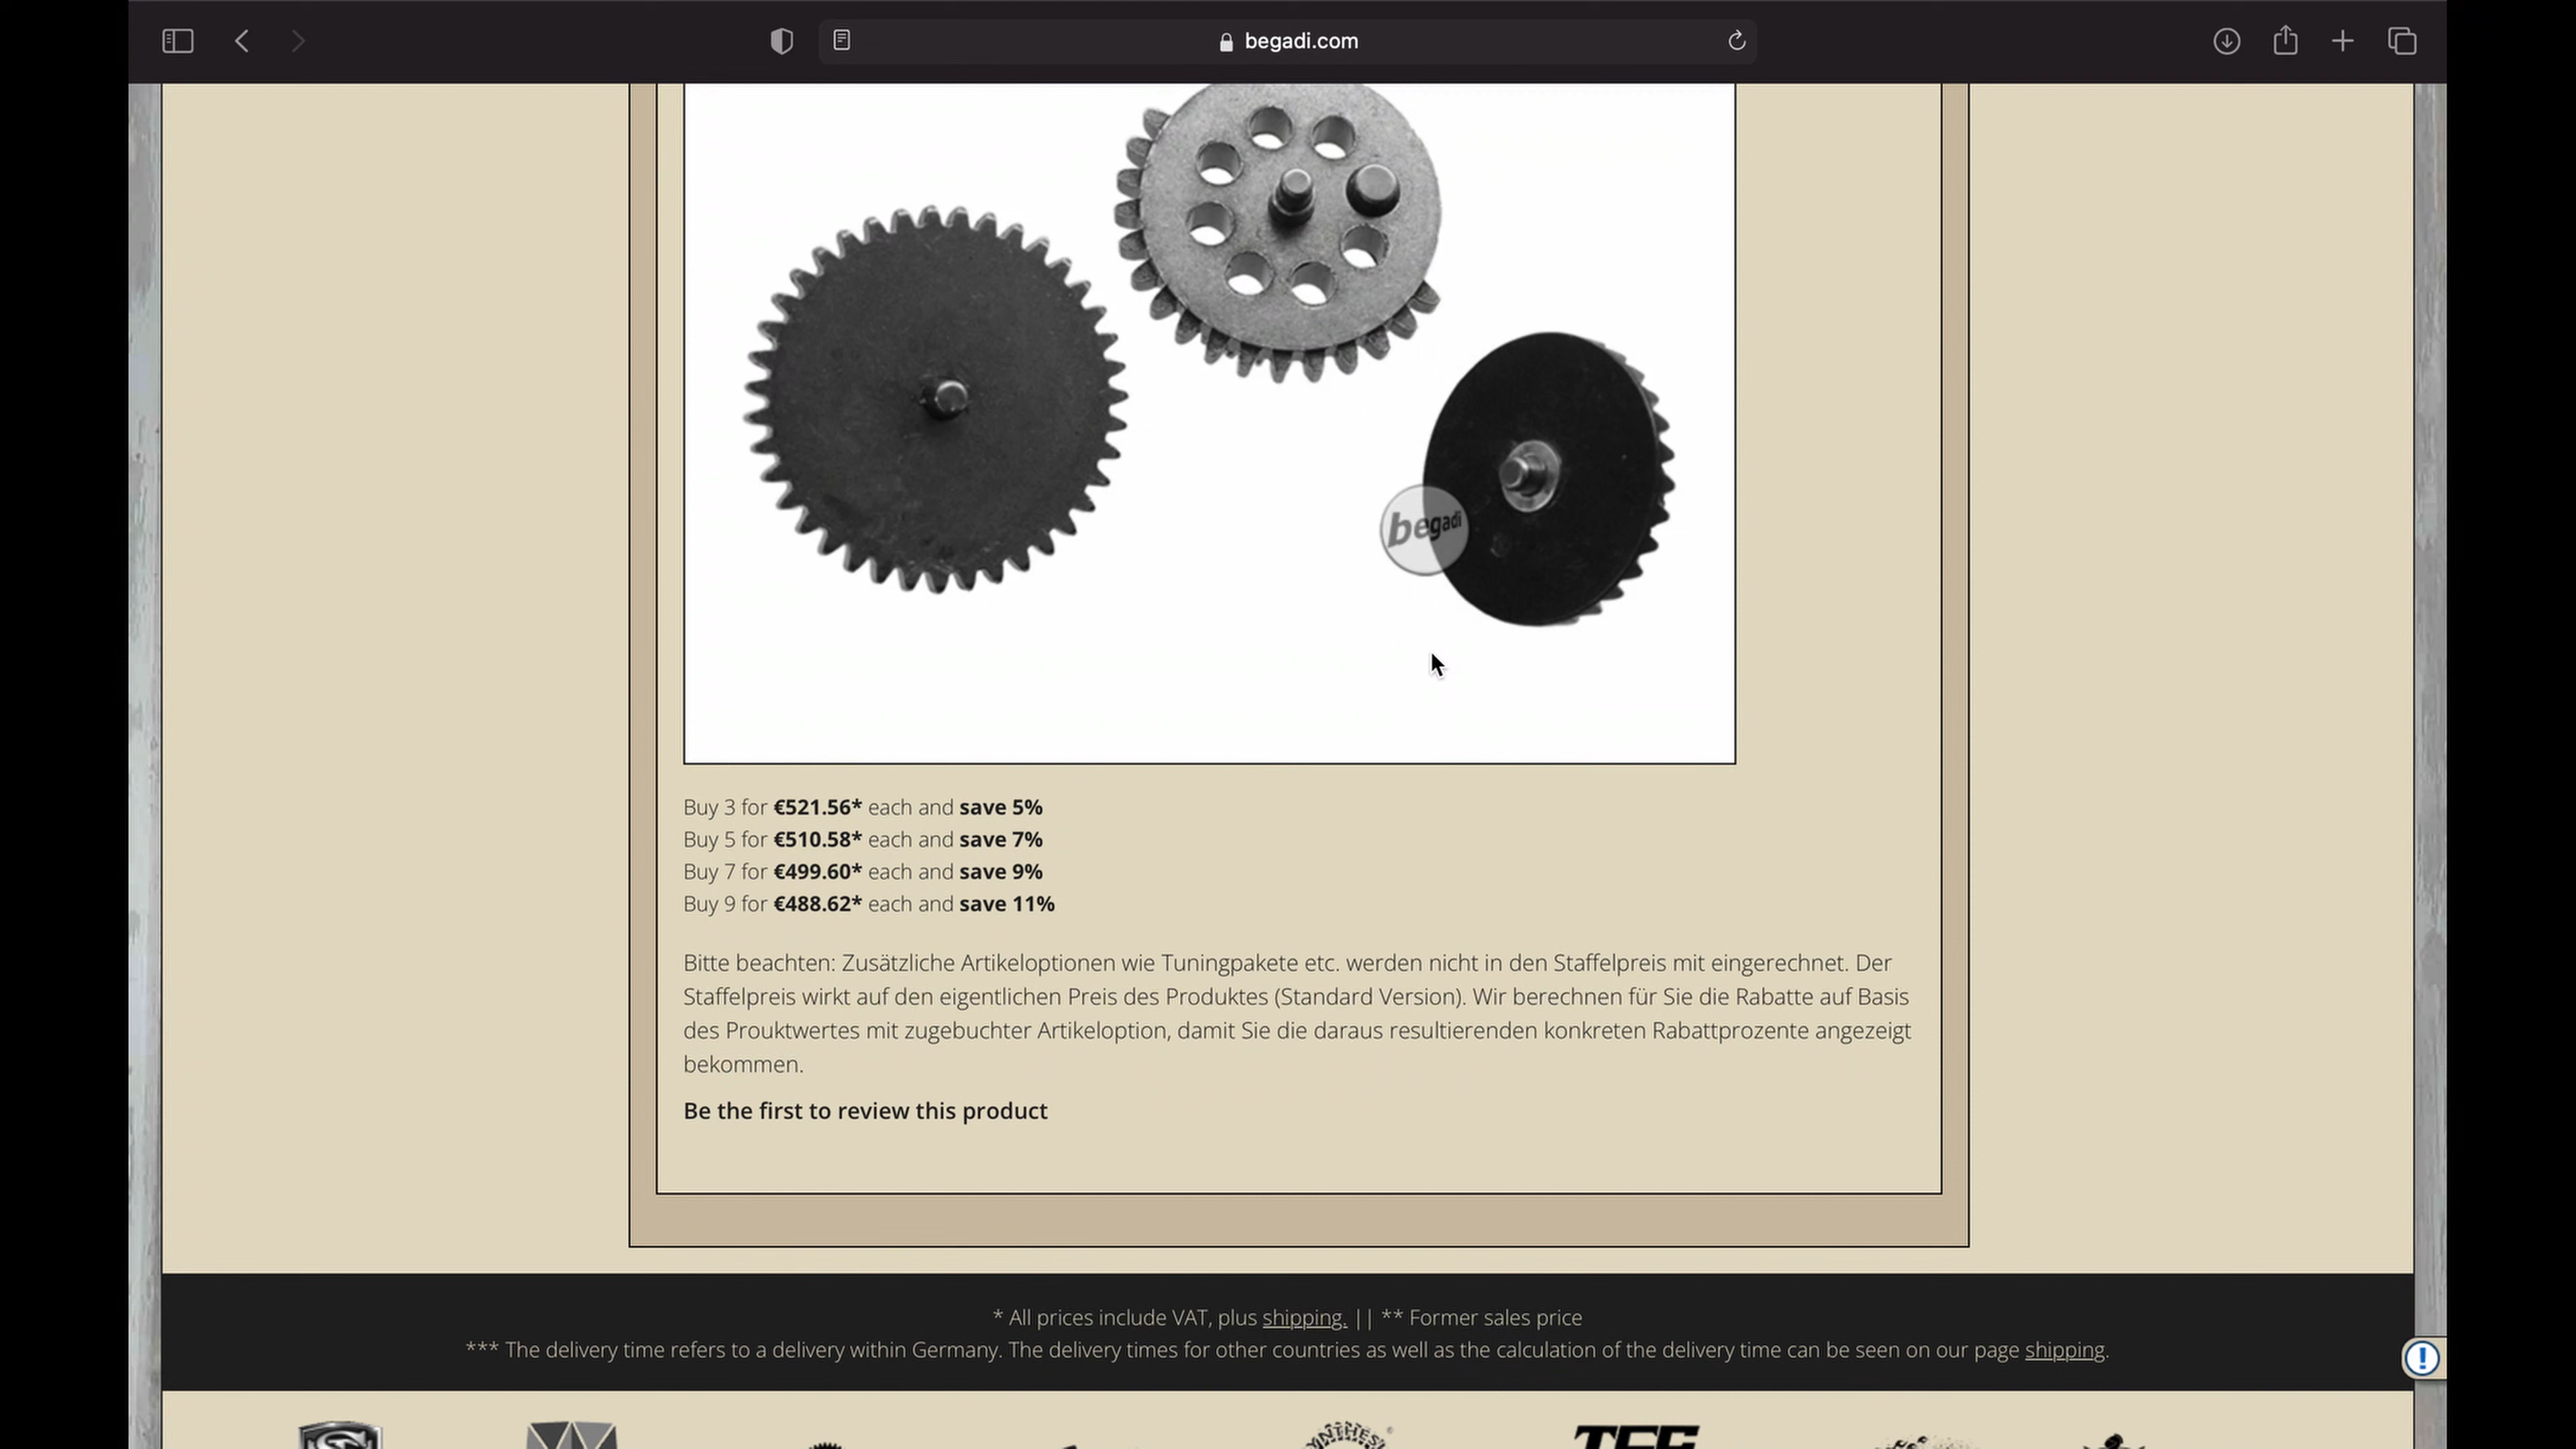 begadi.com
begadi
Buy 3 for €521.56* each and save 5%
Buy 5 for €510.58* each and save 7%
Buy 7 for €499.60* each and save 9%
Buy 9 for €488.62* each and save 11%
Bitte beachten: Zusätzliche Artikeloptionen wie Tuningpakete etc. werden nicht in den Staffelpreis mit eingerechnet. Der
Staffelpreis wirkt auf den eigentlichen Preis des Produktes (Standard Version). Wir berechnen für Sie die Rabatte auf Basis
des Prouktwertes mit zugebuchter Artikeloption, damit Sie die daraus resultierenden konkreten Rabattprozente angezeigt
bekommen.
Be the first to review this product
* All prices include VAT, plus shipping. || ** Former sales price
*** The delivery time refers to a delivery within Germany. The delivery times for other countries as well as the calculation of the delivery time can be seen on our page shipping.